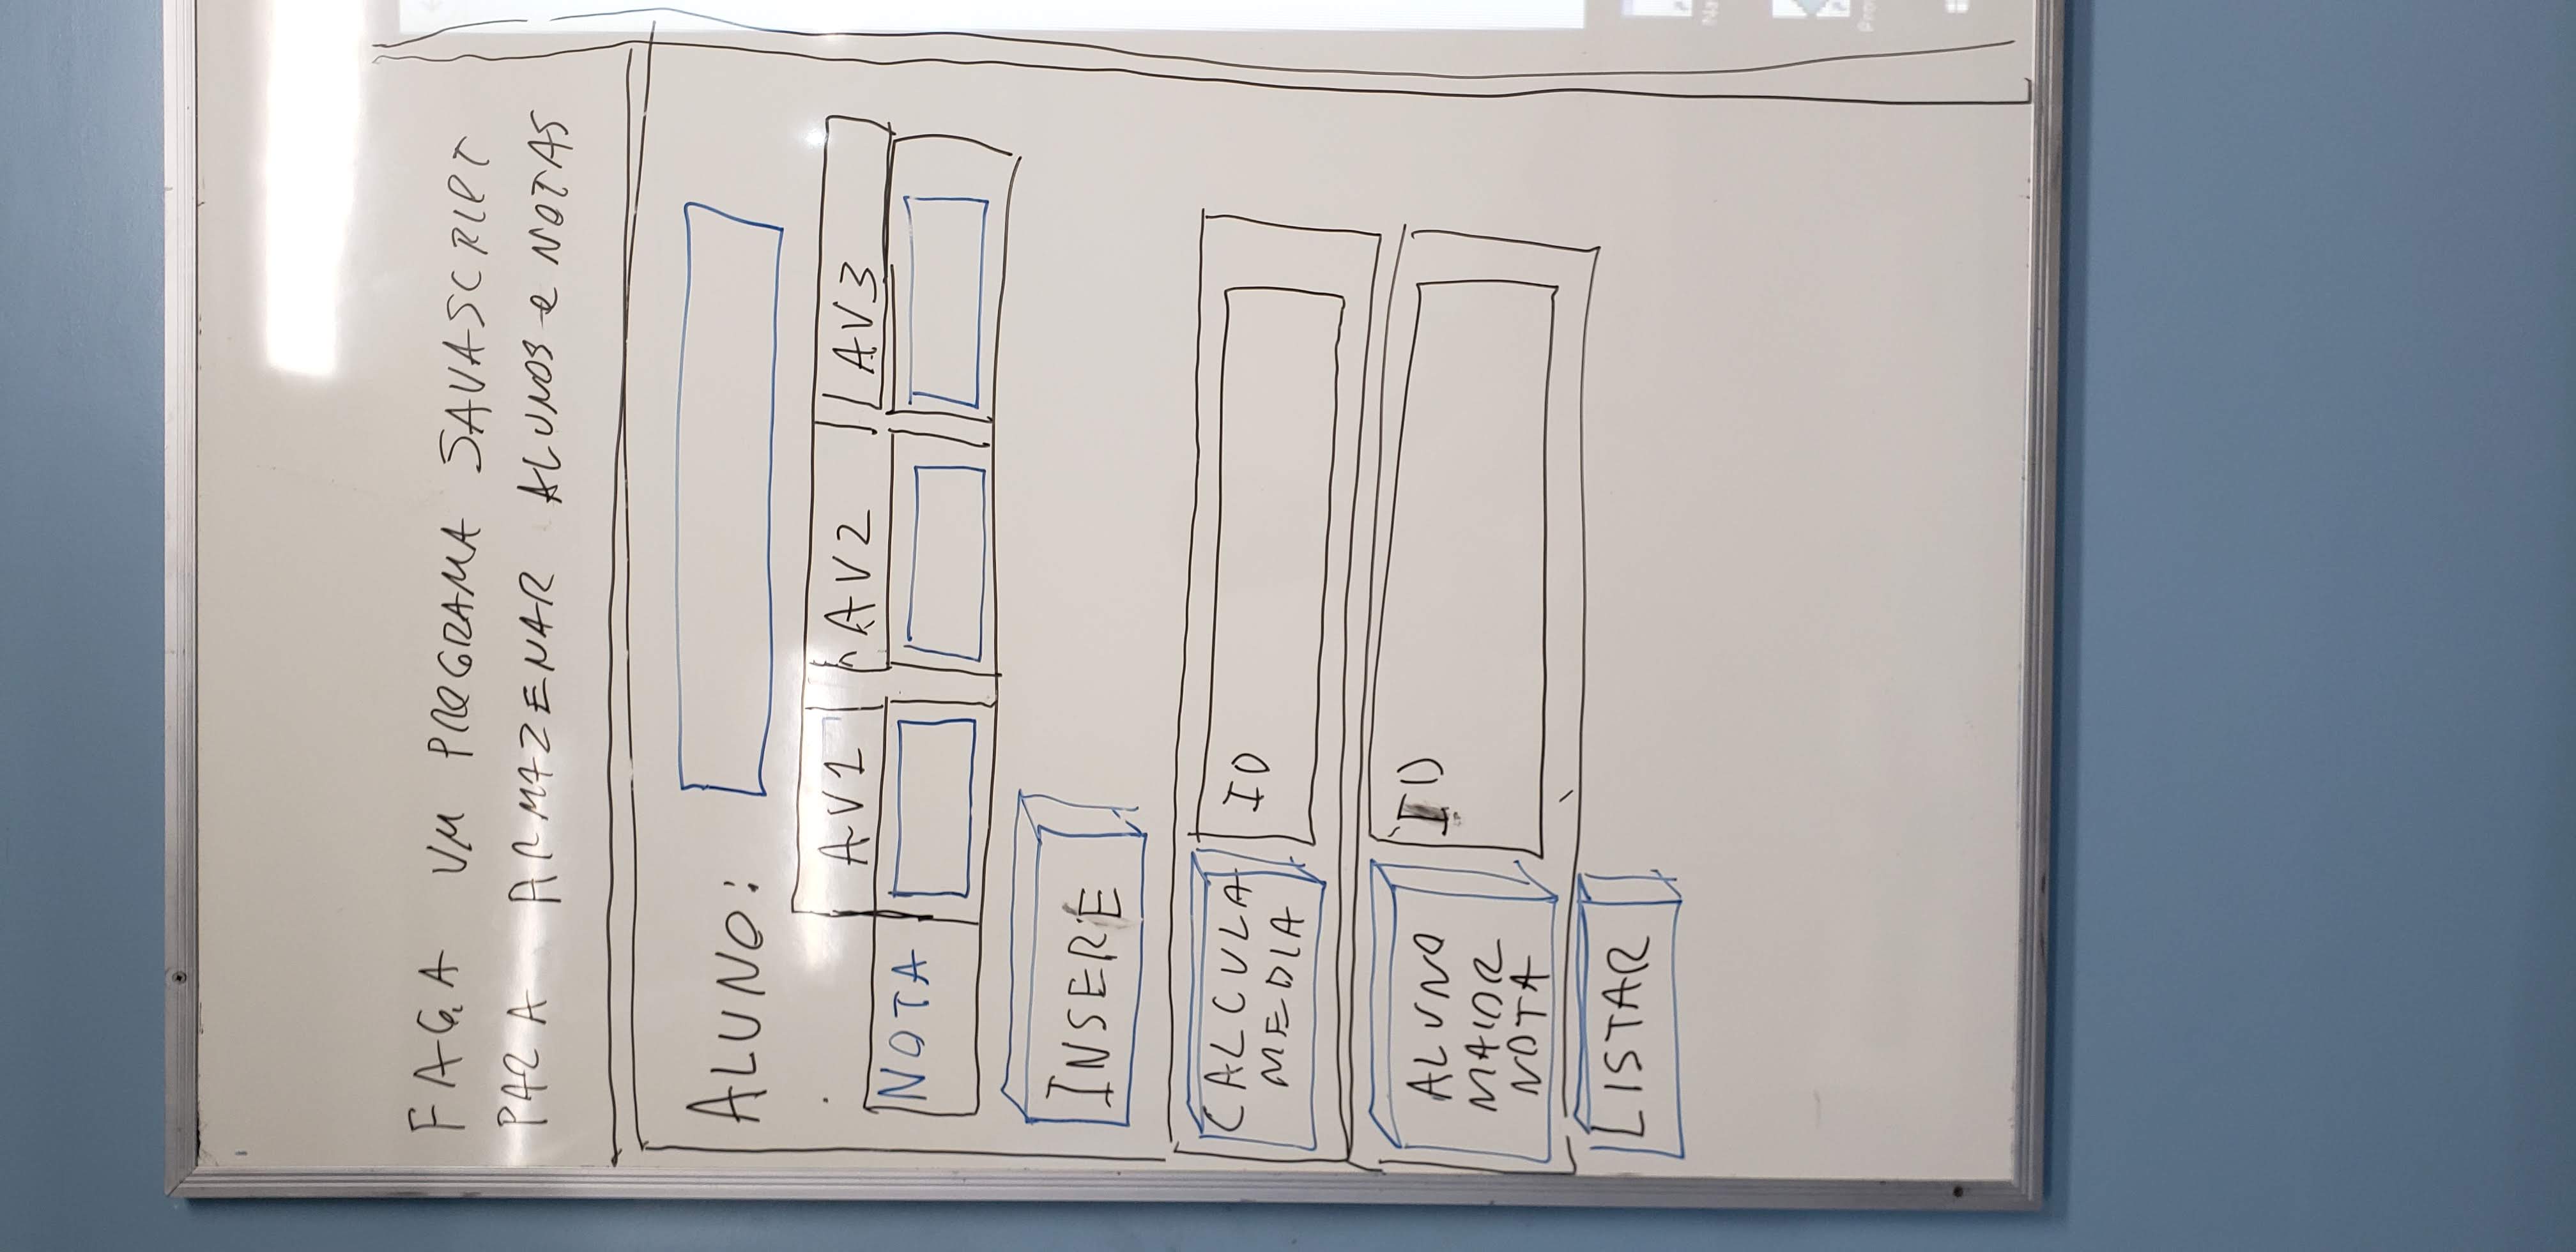 FAÇA UM PROGRAMA JAVASCRIPT
PARA ARMAZENAR ALUNOS e NOTAS
ALUNO:
AV1 AV2 AV3
NOTA
INSERE
CALCULA
MEDIA
ID
ALUNO
MAIOR
NOTA
ID
LISTAR